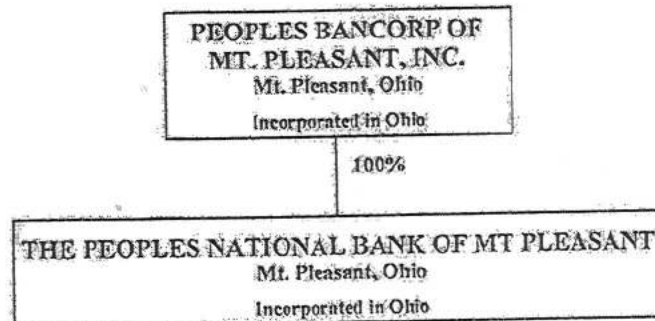 PEOPLES BANCORP OF
MT. PLEASANT, INC.
Mt. Pleasant, Ohio
Incorporated in Ohio
100%
THE PEOPLES NATIONAL BANK OF MT PLEASANT
Mt. Pleasant, Ohio
Incorporated in Ohio